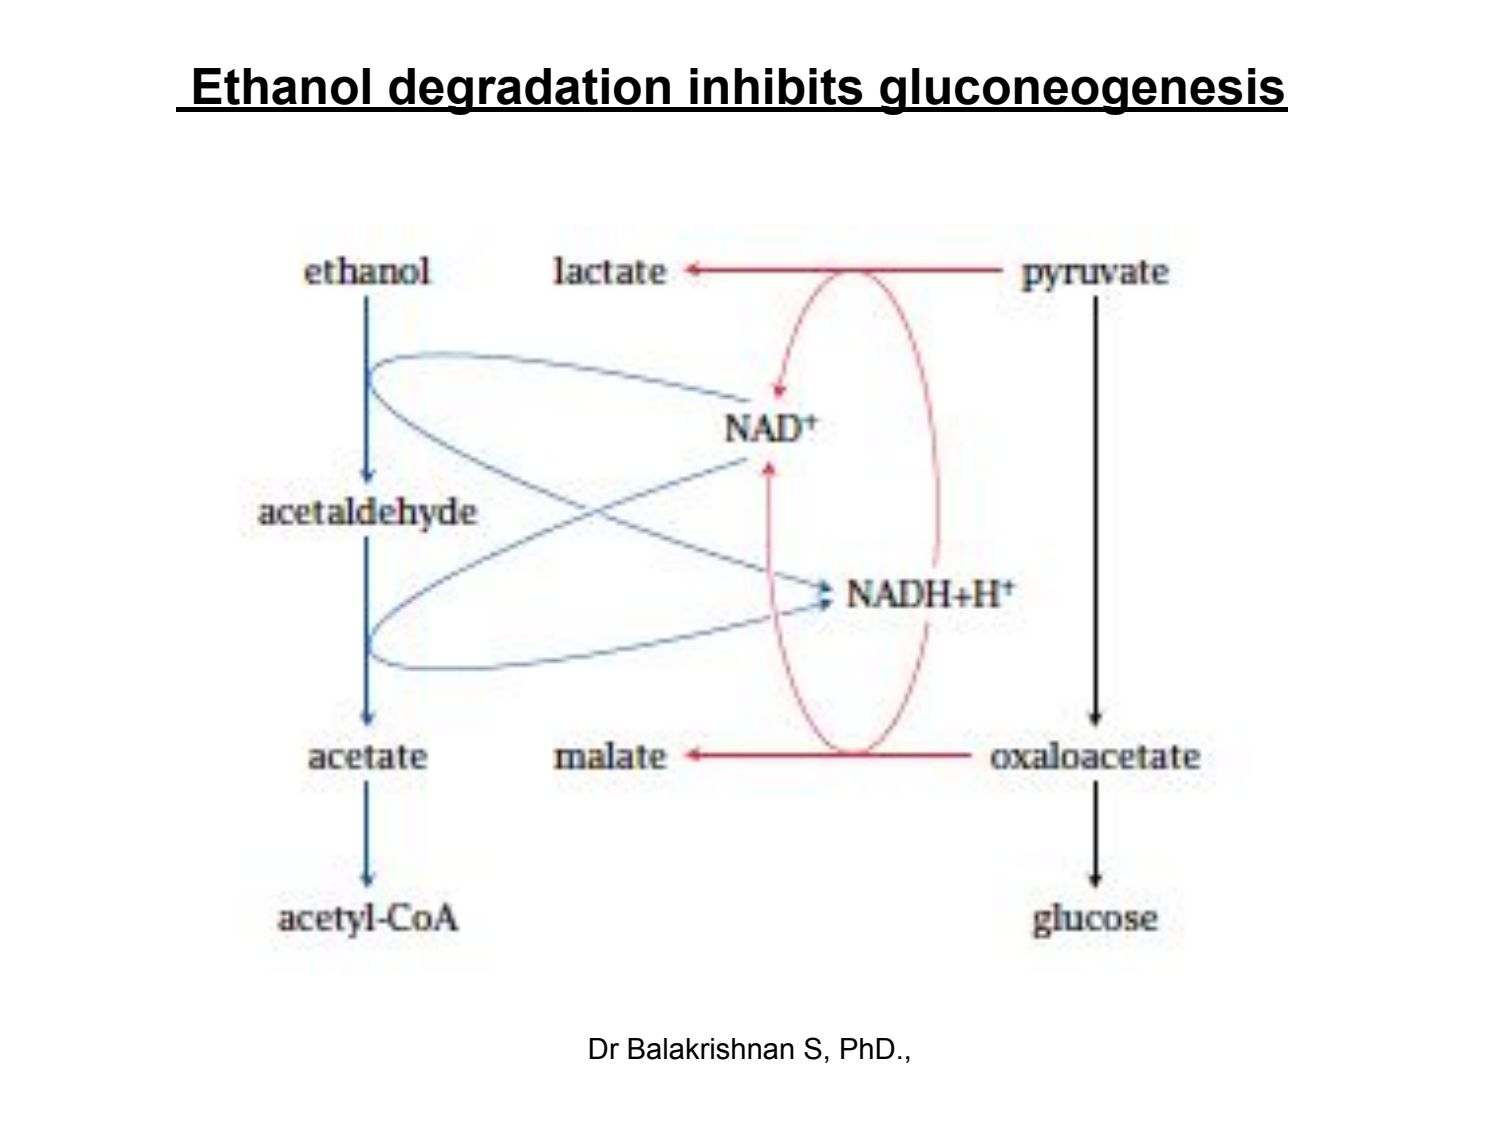 Ethanol degradation inhibits gluconeogenesis
ethanol lactate pyruvate
NAD⁺
acetaldehyde
NADH+H⁺
acetate malate oxaloacetate
acetyl-CoA glucose
Dr Balakrishnan S, PhD.,